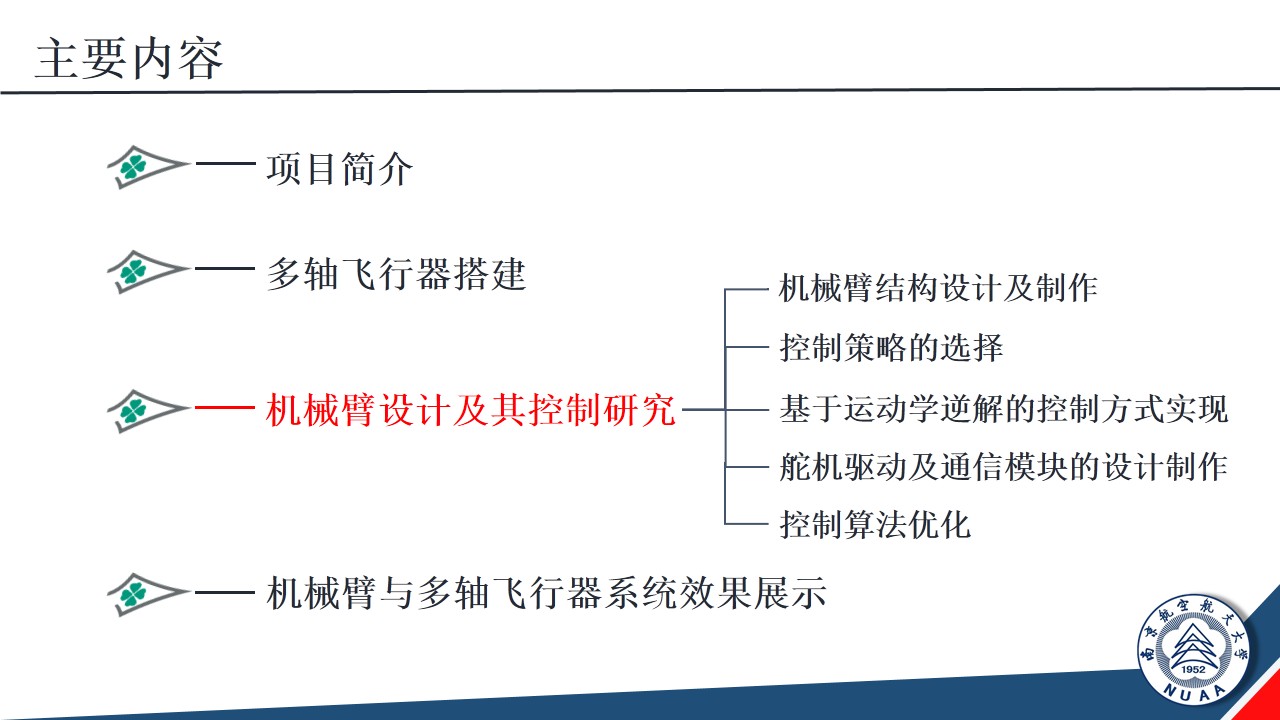 主要内容
项目简介
多轴飞行器搭建
机械臂设计及其控制研究
机械臂结构设计及制作
控制策略的选择
基于运动学逆解的控制方式实现
舵机驱动及通信模块的设计制作
控制算法优化
机械臂与多轴飞行器系统效果展示
南京航空航天大学
1952
NUAA